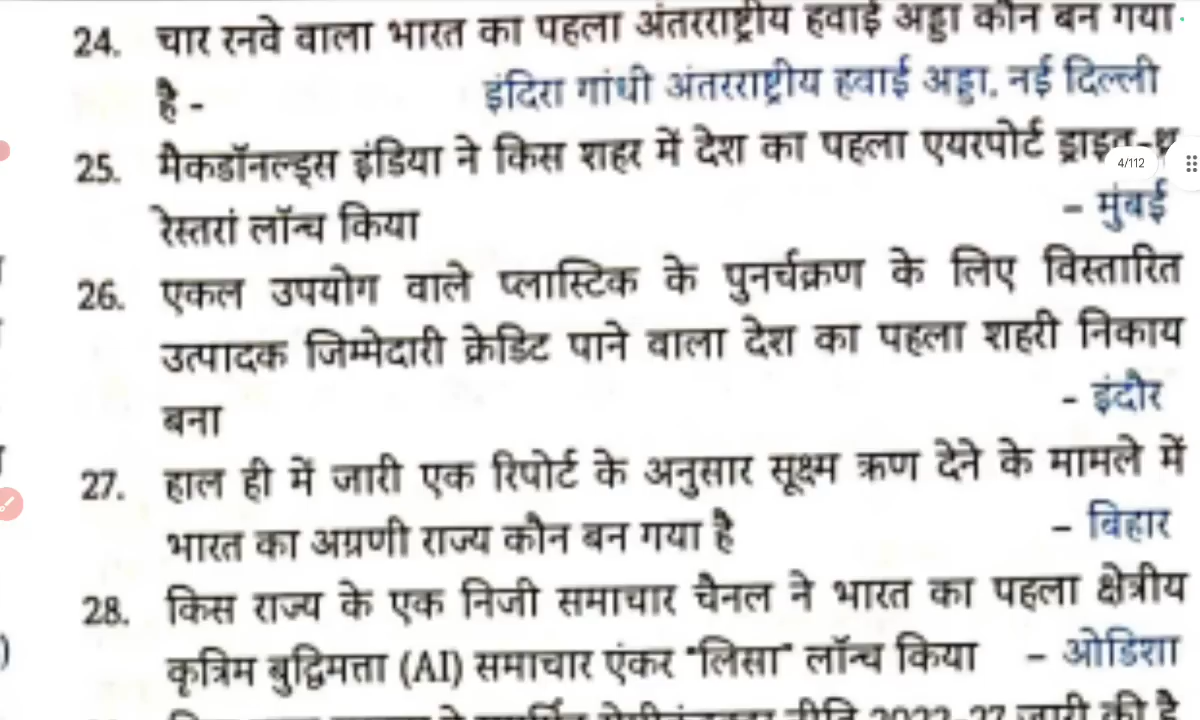 24. चार रनवे वाला भारत का पहला अंतरराष्ट्रीय हवाई अड्डा कौन बन गया
है - इंदिरा गांधी अंतरराष्ट्रीय हवाई अड्डा, नई दिल्ली
25. मैकडॉनल्ड्स इंडिया ने किस शहर में देश का पहला एयरपोर्ट
4/112
रेस्तरां लॉन्च किया - मुंबई
26. एकल उपयोग वाले प्लास्टिक के पुनर्चक्रण के लिए विस्तारित
उत्पादक जिम्मेदारी क्रेडिट पाने वाला देश का पहला शहरी निकाय
बना - इंदौर
27. हाल ही में जारी एक रिपोर्ट के अनुसार सूक्ष्म ऋण देने के मामले में
भारत का अग्रणी राज्य कौन बन गया है - बिहार
28. किस राज्य के एक निजी समाचार चैनल ने भारत का पहला क्षेत्रीय
कृत्रिम बुद्धिमत्ता (AI) समाचार एंकर "लिसा" लॉन्च किया - ओडिशा
2022-27 जारी की है